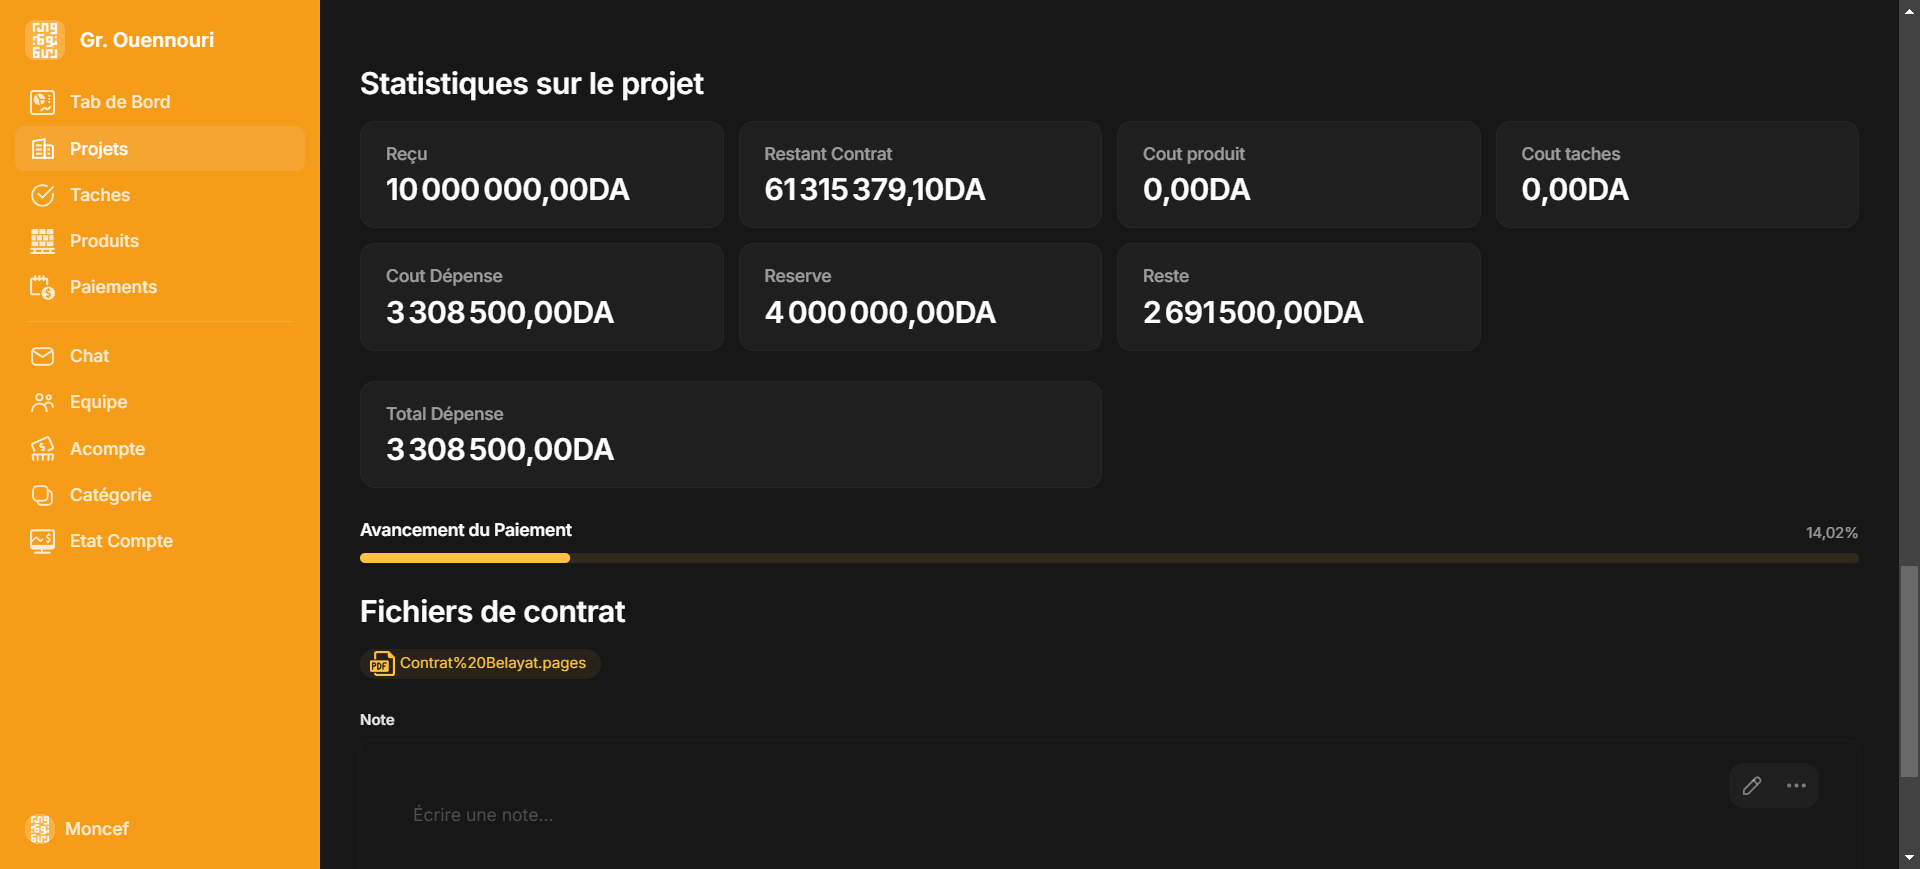 Gr. Ouennouri
Tab de Bord
Projets
Taches
Produits
Paiements
Chat
Equipe
Acompte
Catégorie
Etat Compte
Moncef
Statistiques sur le projet
Reçu
10 000 000,00DA
Restant Contrat
61 315 379,10DA
Cout produit
0,00DA
Cout taches
0,00DA
Cout Dépense
3 308 500,00DA
Reserve
4 000 000,00DA
Reste
2 691 500,00DA
Total Dépense
3 308 500,00DA
Avancement du Paiement
14,02%
Fichiers de contrat
PDF Contrat%20Belayat.pages
Note
Écrire une note...